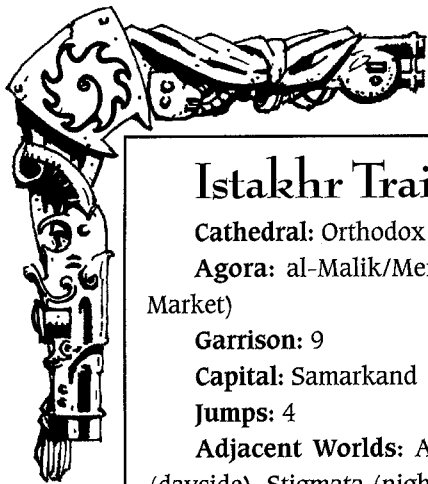 Istakhr Trai
Cathedral: Orthodox
Agora: al-Malik/Me
Market)
Garrison: 9
Capital: Samarkand
Jumps: 4
Adjacent Worlds: A
(dayside), Stigmata (nigh